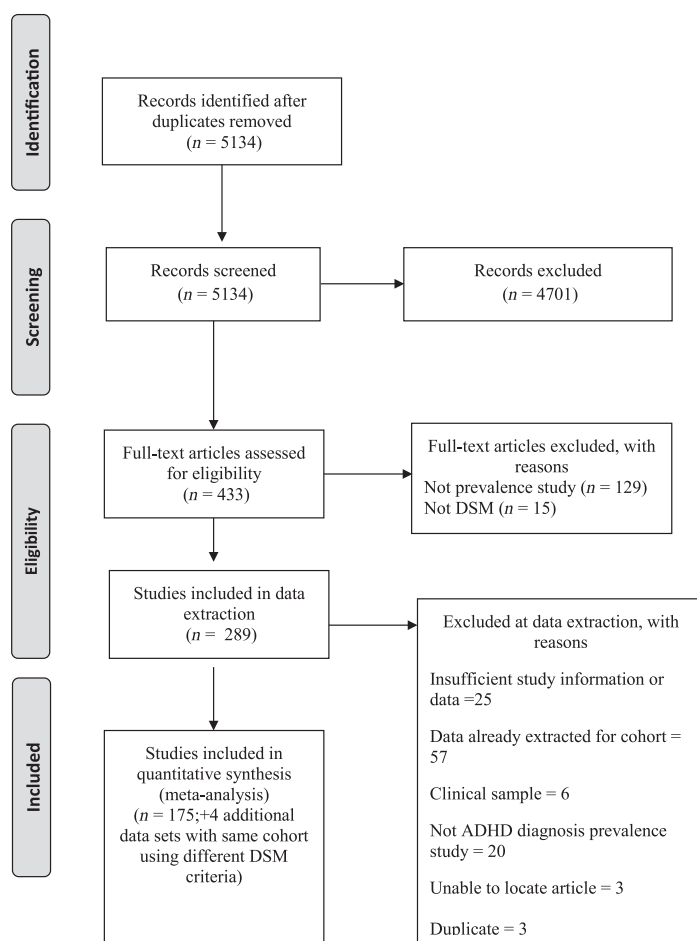 Identification
Records identified after
duplicates removed
(n = 5134)
Screening
Records screened
(n = 5134)
Records excluded
(n = 4701)
Eligibility
Full-text articles assessed
for eligibility
(n = 433)
Full-text articles excluded, with
reasons
Not prevalence study (n = 129)
Not DSM (n = 15)
Studies included in data
extraction
(n = 289)
Excluded at data extraction, with
reasons
Insufficient study information or
data =25
Data already extracted for cohort =
57
Clinical sample = 6
Not ADHD diagnosis prevalence
study = 20
Unable to locate article = 3
Duplicate = 3
Included
Studies included in
quantitative synthesis
(meta-analysis)
(n = 175;+4 additional
data sets with same cohort
using different DSM
criteria)